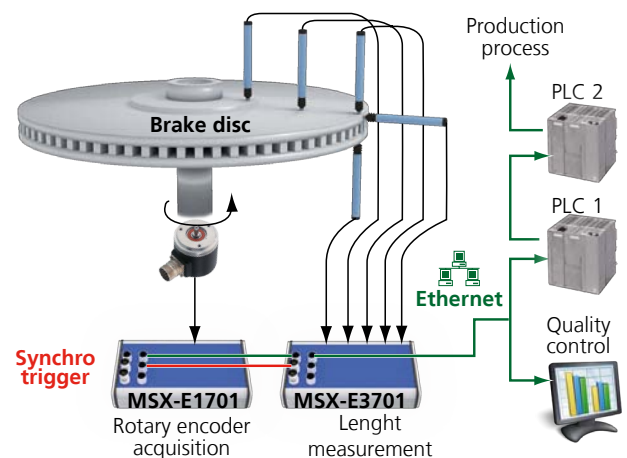 Production
process
PLC 2
Brake disc
PLC 1
Ethernet
Quality
control
Synchro
trigger
MSX-E1701
MSX-E3701
Rotary encoder
acquisition
Lenght
measurement